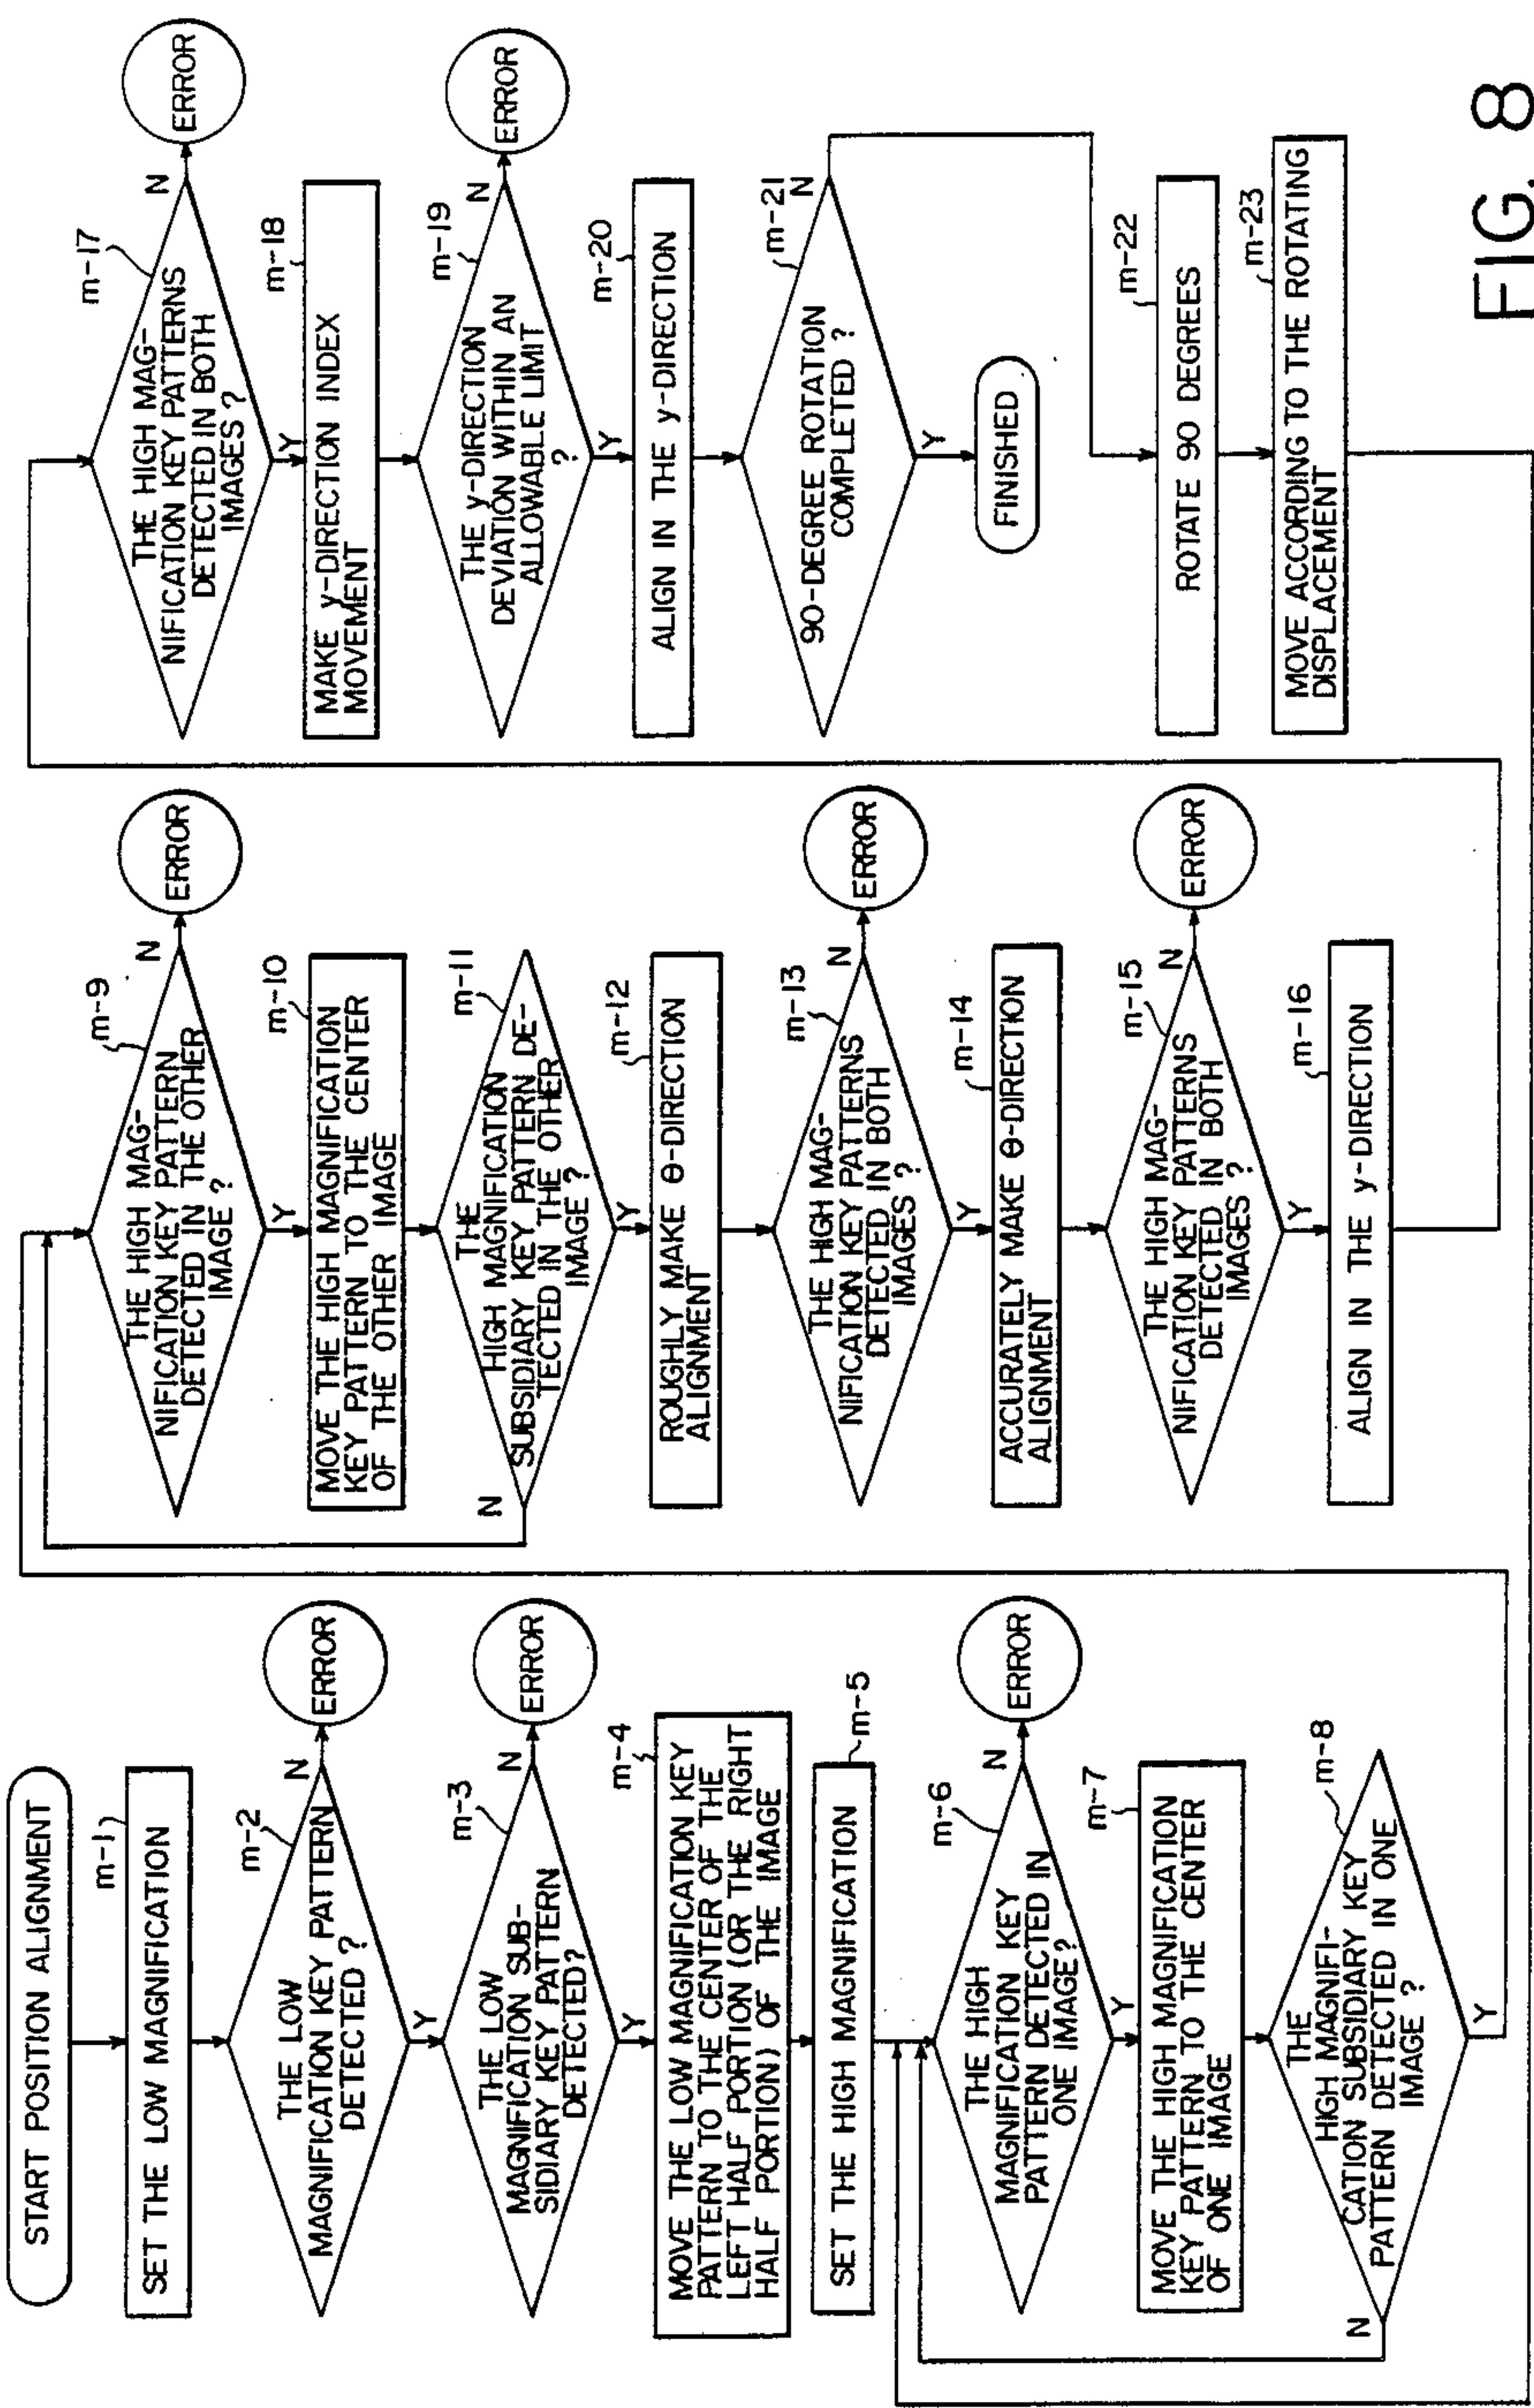 START POSITION ALIGNMENT
m-1
SET THE LOW MAGNIFICATION
m-2
THE LOW
MAGNIFICATION KEY PATTERN
DETECTED ?
N
ERROR
Y
m-3
THE LOW
MAGNIFICATION SUB-
SIDIARY KEY PATTERN
DETECTED?
N
ERROR
Y
m-4
MOVE THE LOW MAGNIFICATION KEY
PATTERN TO THE CENTER OF THE
LEFT HALF PORTION (OR THE RIGHT
HALF PORTION) OF THE IMAGE
m-5
SET THE HIGH MAGNIFICATION
m-6
THE HIGH
MAGNIFICATION KEY
PATTERN DETECTED IN
ONE IMAGE?
N
ERROR
Y
m-7
MOVE THE HIGH MAGNIFICATION
KEY PATTERN TO THE CENTER
OF ONE IMAGE
m-8
THE
HIGH MAGNIFI-
CATION SUBSIDIARY KEY
PATTERN DETECTED IN ONE
IMAGE ?
N
Y
m-9
THE HIGH MAG-
NIFICATION KEY PATTERN
DETECTED IN THE OTHER
IMAGE ?
N
ERROR
Y
m-10
MOVE THE HIGH MAGNIFICATION
KEY PATTERN TO THE CENTER
OF THE OTHER IMAGE
m-11
THE
HIGH MAGNIFICATION
SUBSIDIARY KEY PATTERN DE-
TECTED IN THE OTHER
IMAGE ?
N
Y
m-12
ROUGHLY MAKE θ-DIRECTION
ALIGNMENT
m-13
THE HIGH MAG-
NIFICATION KEY PATTERNS
DETECTED IN BOTH
IMAGES ?
N
ERROR
Y
m-14
ACCURATELY MAKE θ-DIRECTION
ALIGNMENT
m-15
THE HIGH MAG-
NIFICATION KEY PATTERNS
DETECTED IN BOTH
IMAGES ?
N
ERROR
Y
m-16
ALIGN IN THE y-DIRECTION
m-17
THE HIGH MAG-
NIFICATION KEY PATTERNS
DETECTED IN BOTH
IMAGES ?
N
ERROR
Y
m-18
MAKE y-DIRECTION INDEX
MOVEMENT
m-19
THE y-DIRECTION
DEVIATION WITHIN AN
ALLOWABLE LIMIT
?
N
ERROR
Y
m-20
ALIGN IN THE y-DIRECTION
m-21
90-DEGREE ROTATION
COMPLETED ?
N
Y
FINISHED
m-22
ROTATE 90 DEGREES
m-23
MOVE ACCORDING TO THE ROTATING
DISPLACEMENT
FIG. 8